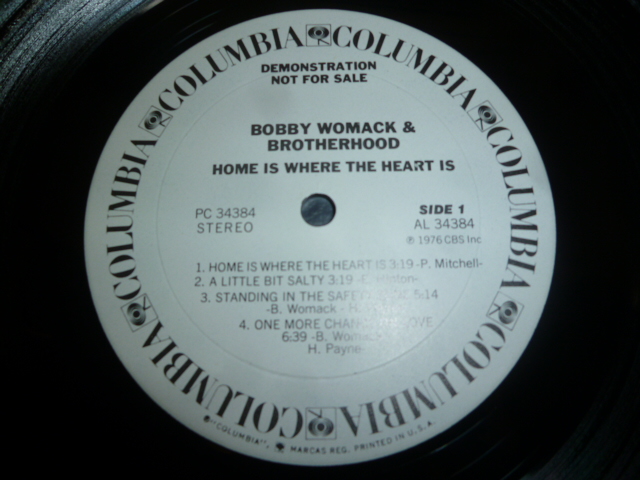 COLUMBIA COLUMBIA COLUMBIA COLUMBIA COLUMBIA COLUMBIA COLUMBIA
DEMONSTRATION
NOT FOR SALE
BOBBY WOMACK &
BROTHERHOOD
HOME IS WHERE THE HEART IS
PC 34384
STEREO
SIDE 1
AL 34384
℗ 1976 CBS Inc
1. HOME IS WHERE THE HEART IS 3:19 -P. Mitchell-
2. A LITTLE BIT SALTY 3:19
3. STANDING IN THE SAFETY 6:14
-B. Womack - H.
4. ONE MORE
6:39 -B. Womack
H. Payne-
"COLUMBIA", MARCAS REG. PRINTED IN U.S.A.